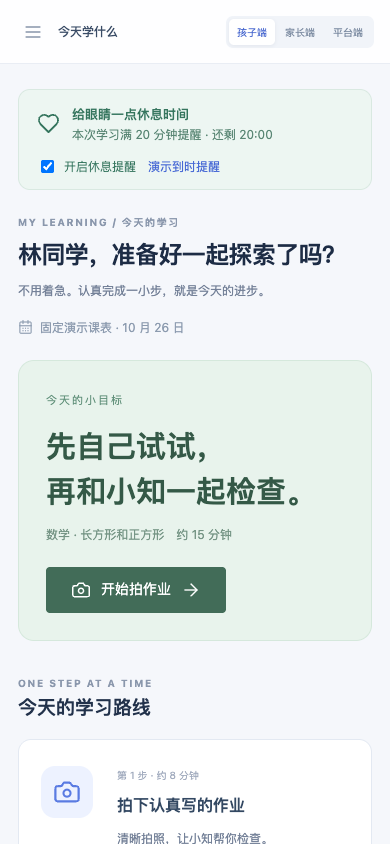 今天学什么
孩子端 家长端 平台端
给眼睛一点休息时间
本次学习满 20 分钟提醒 · 还剩 20:00
开启休息提醒 演示到时提醒
MY LEARNING / 今天的学习
林同学，准备好一起探索了吗?
不用着急。认真完成一小步，就是今天的进步。
固定演示课表 · 10 月 26 日
今天的小目标
先自己试试，
再和小知一起检查。
数学 · 长方形和正方形 约 15 分钟
开始拍作业
ONE STEP AT A TIME
今天的学习路线
第 1 步 · 约 8 分钟
拍下认真写的作业
清晰拍照，让小知帮你检查。